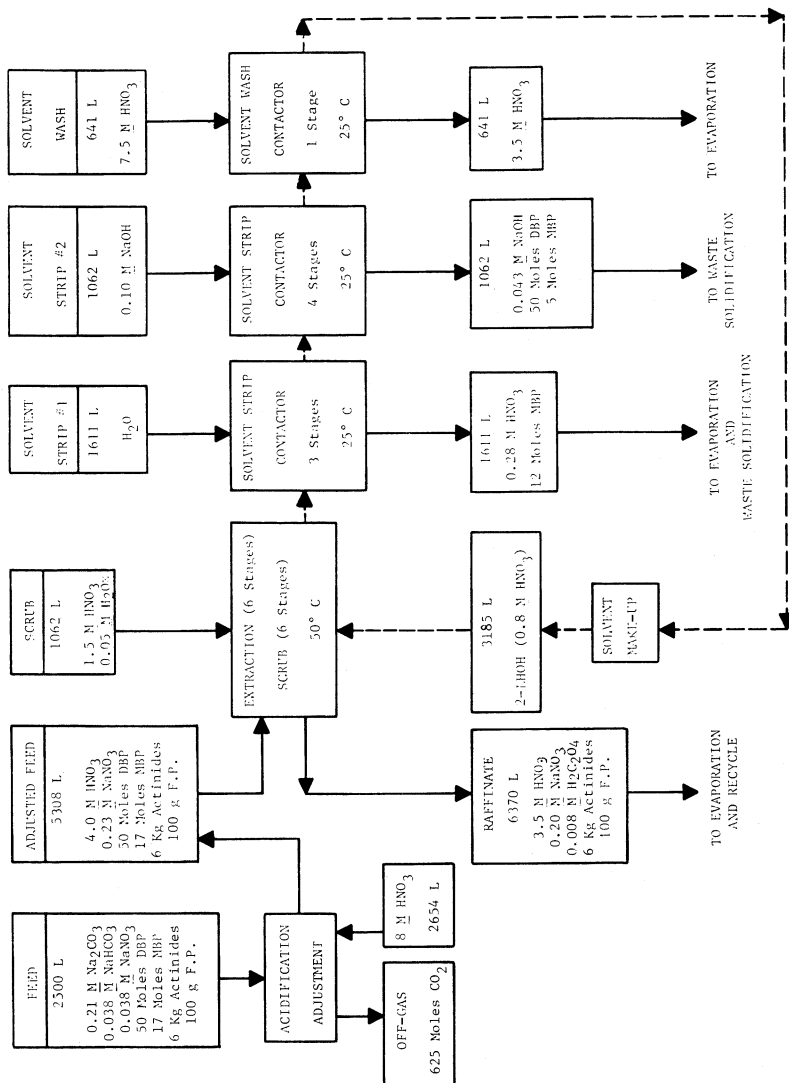 FEED
2500 L
0.21 M Na2CO3
0.038 M NaHCO3
0.038 M NaNO3
50 Moles DBP
17 Moles MBP
6 Kg Actinides
100 g F.P.
ACIDIFICATION
ADJUSTMENT
OFF-GAS
625 Moles CO2
8 M HNO3
2654 L
ADJUSTED FEED
5308 L
4.0 M HNO3
0.23 M NaNO3
50 Moles DBP
17 Moles MBP
6 Kg Actinides
100 g F.P.
SCRUB
1062 L
1.5 M HNO3
EXTRACTION (6 Stages)
SCRUB (6 Stages)
50° C
RAFFINATE
6370 L
3.5 M HNO3
0.20 M NaNO3
0.008 M H2C2O4
6 Kg Actinides
100 g F.P.
TO EVAPORATION
AND RECYCLE
3185 L
2-EHOH (0.8 M HNO3)
SOLVENT
MAKE-UP
SOLVENT
STRIP #1
1611 L
H2O
SOLVENT STRIP
CONTACTOR
3 Stages
25° C
1611 L
0.28 M HNO3
12 Moles MBP
TO EVAPORATION
AND
WASTE SOLIDIFICATION
SOLVENT
STRIP #2
1062 L
0.10 M NaOH
SOLVENT STRIP
CONTACTOR
4 Stages
25° C
1062 L
0.043 M NaOH
50 Moles DBP
5 Moles MBP
TO WASTE
SOLIDIFICATION
SOLVENT
WASH
641 L
7.5 M HNO3
SOLVENT WASH
CONTACTOR
1 Stage
25° C
641 L
3.5 M HNO3
TO EVAPORATION